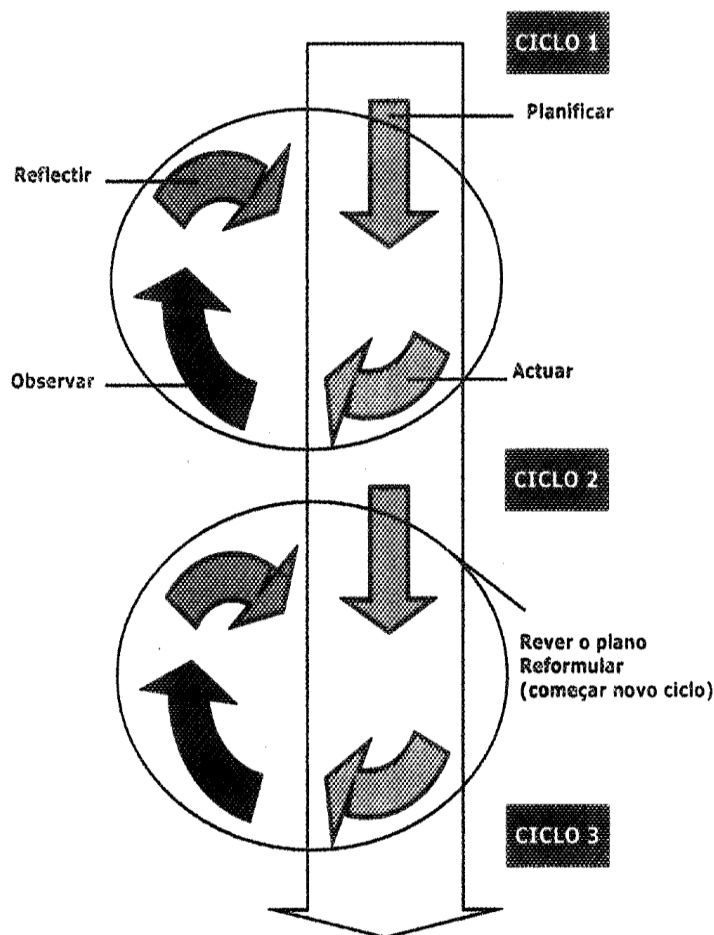 CICLO 1
Planificar
Reflectir
Observar
Actuar
CICLO 2
Rever o plano
Reformular
(começar novo ciclo)
CICLO 3